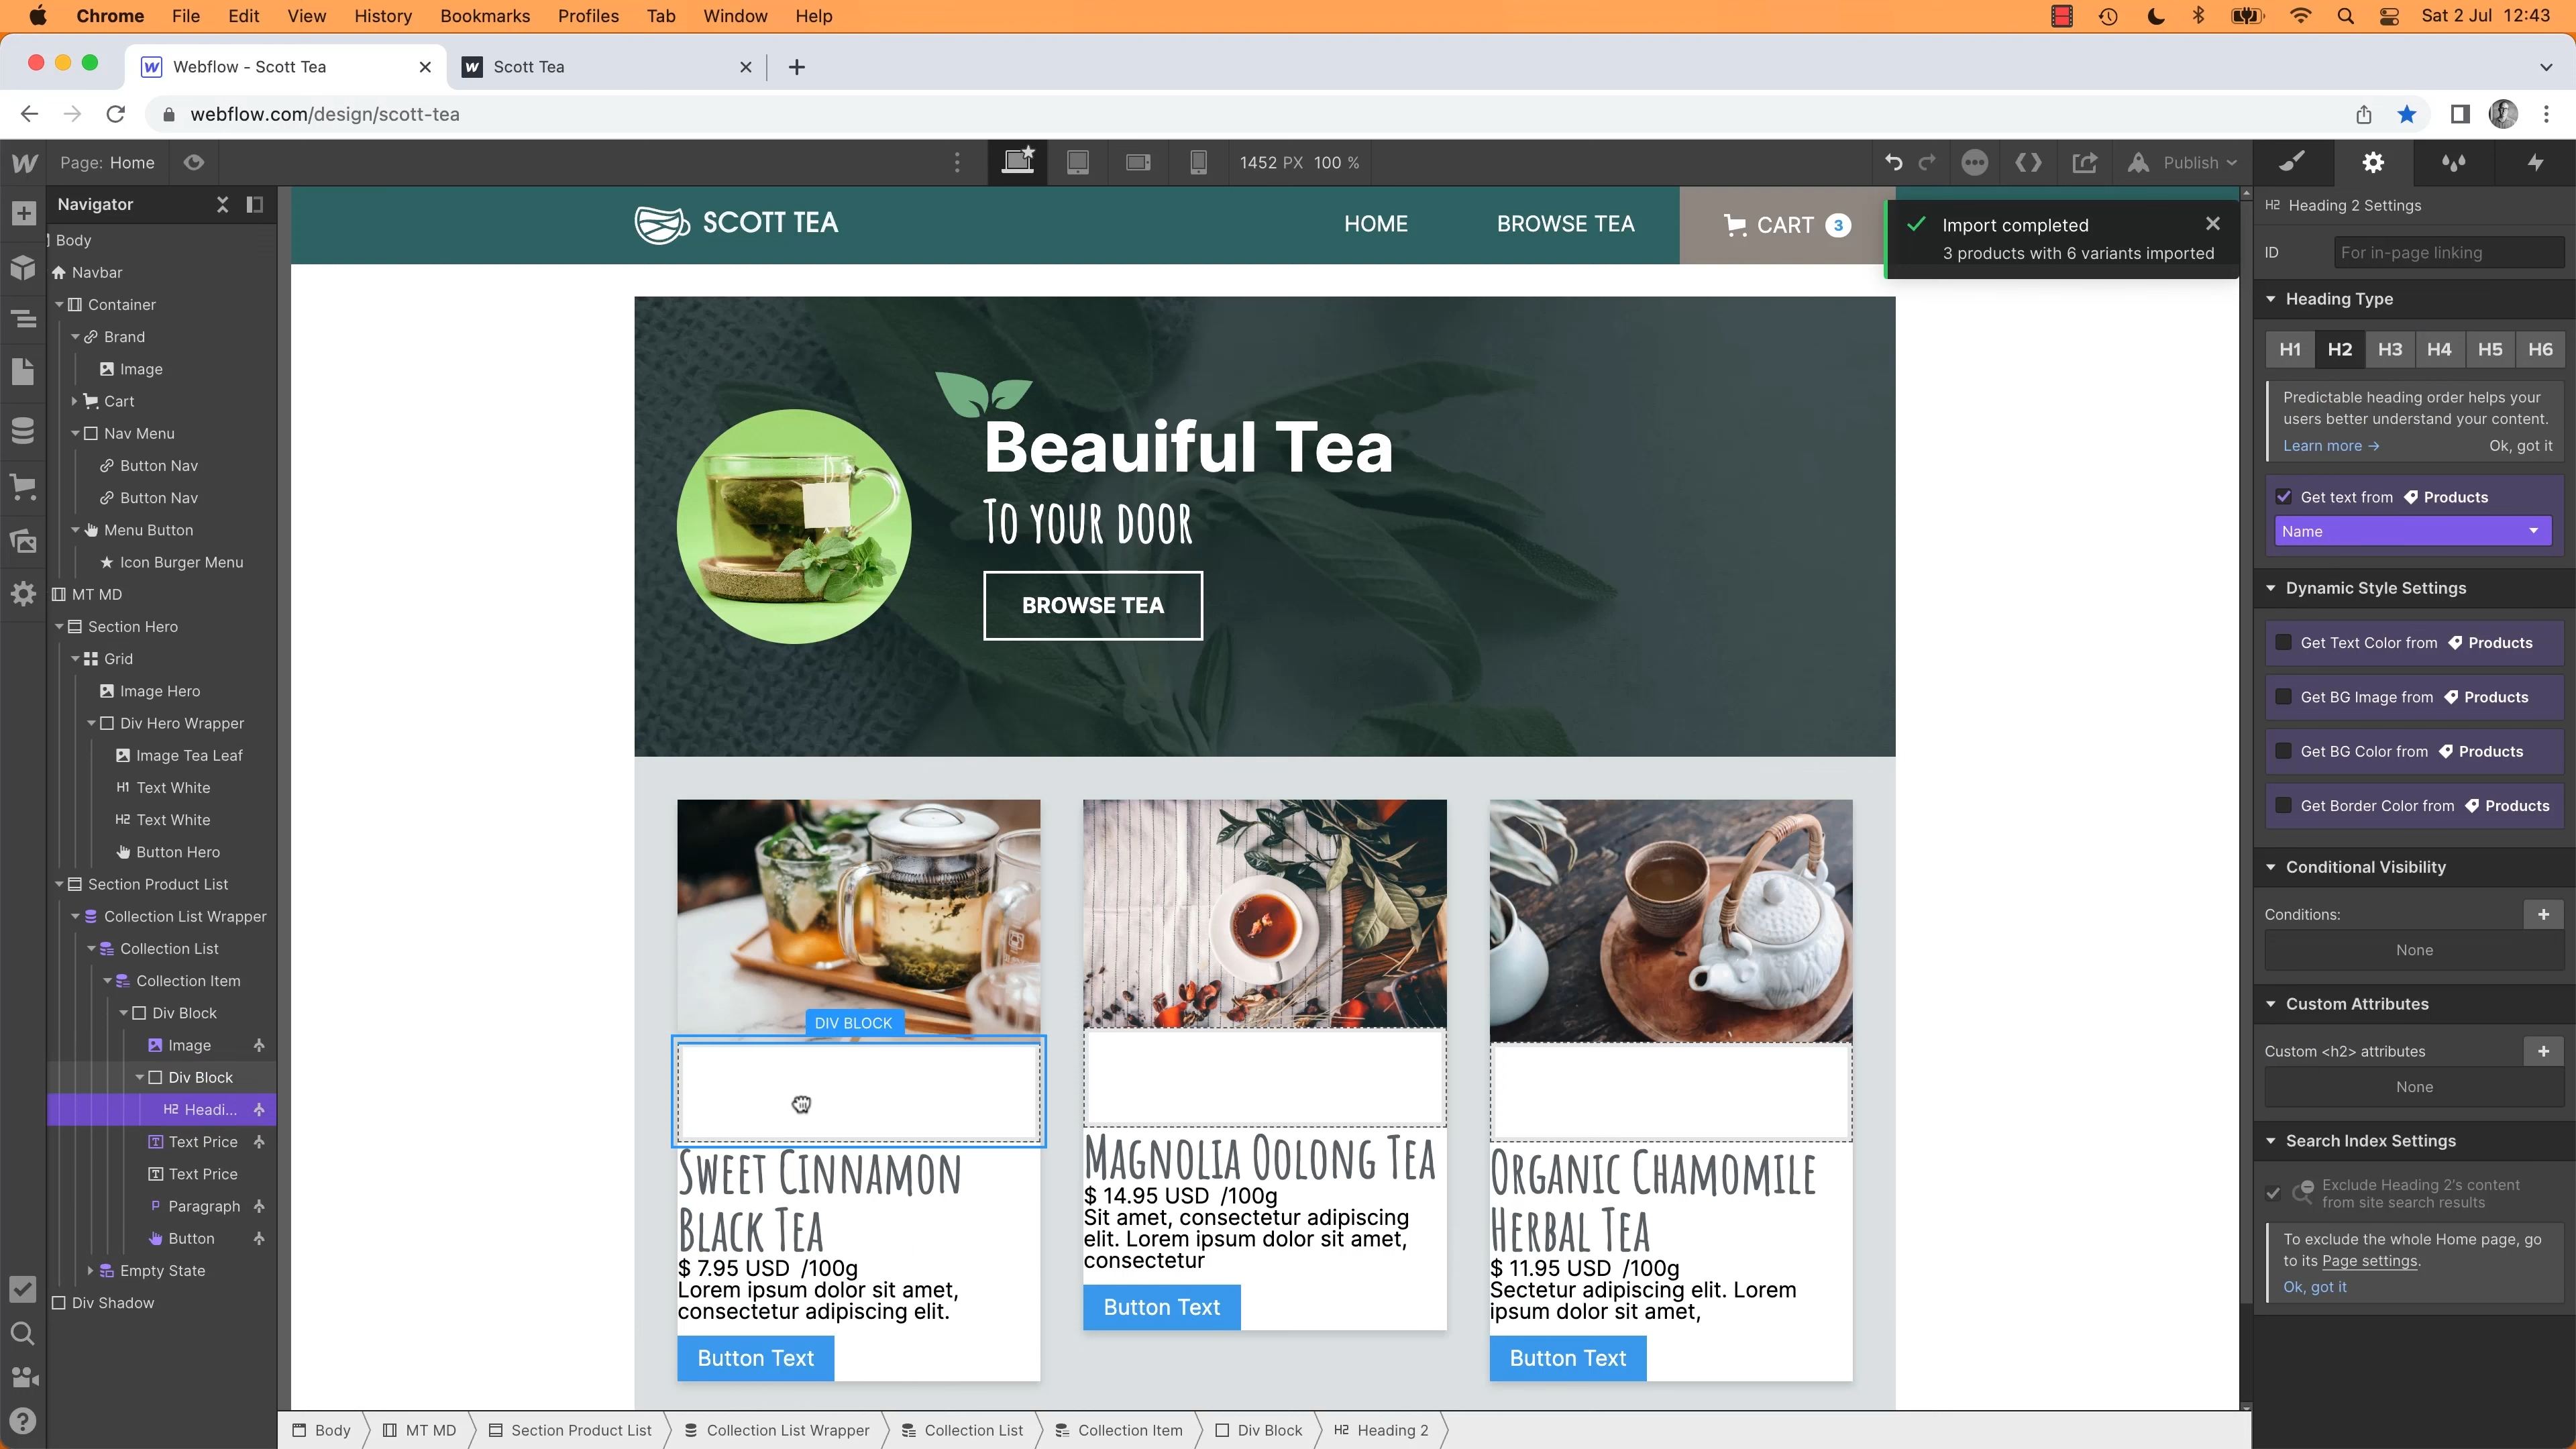 Chrome File Edit View History Bookmarks Profiles Tab Window Help Sat 2 Jul 12:43
Webflow - Scott Tea Scott Tea
webflow.com/design/scott-tea
Page: Home 1452 PX 100 % Publish
Navigator
Body
Navbar
Container
Brand
Image
Cart
Nav Menu
Button Nav
Button Nav
Menu Button
Icon Burger Menu
MT MD
Section Hero
Grid
Image Hero
Div Hero Wrapper
Image Tea Leaf
H1 Text White
H2 Text White
Button Hero
Section Product List
Collection List Wrapper
Collection List
Collection Item
Div Block
Image
Div Block
H2 Headi...
Text Price
Text Price
P Paragraph
Button
Empty State
Div Shadow
SCOTT TEA HOME BROWSE TEA CART 3
Import completed
3 products with 6 variants imported
Beauiful Tea
To your door
BROWSE TEA
DIV BLOCK
Sweet Cinnamon
Black Tea
$ 7.95 USD /100g
Lorem ipsum dolor sit amet,
consectetur adipiscing elit.
Button Text
Magnolia Oolong Tea
$ 14.95 USD /100g
Sit amet, consectetur adipiscing
elit. Lorem ipsum dolor sit amet,
consectetur
Button Text
Organic Chamomile
Herbal Tea
$ 11.95 USD /100g
Sectetur adipiscing elit. Lorem
ipsum dolor sit amet,
Button Text
H2 Heading 2 Settings
ID For in-page linking
Heading Type
H1 H2 H3 H4 H5 H6
Predictable heading order helps your
users better understand your content.
Learn more → Ok, got it
Get text from Products
Name
Dynamic Style Settings
Get Text Color from Products
Get BG Image from Products
Get BG Color from Products
Get Border Color from Products
Conditional Visibility
Conditions:
None
Custom Attributes
Custom <h2> attributes
None
Search Index Settings
Exclude Heading 2's content
from site search results
To exclude the whole Home page, go
to its Page settings.
Ok, got it
Body MT MD Section Product List Collection List Wrapper Collection List Collection Item Div Block H2 Heading 2